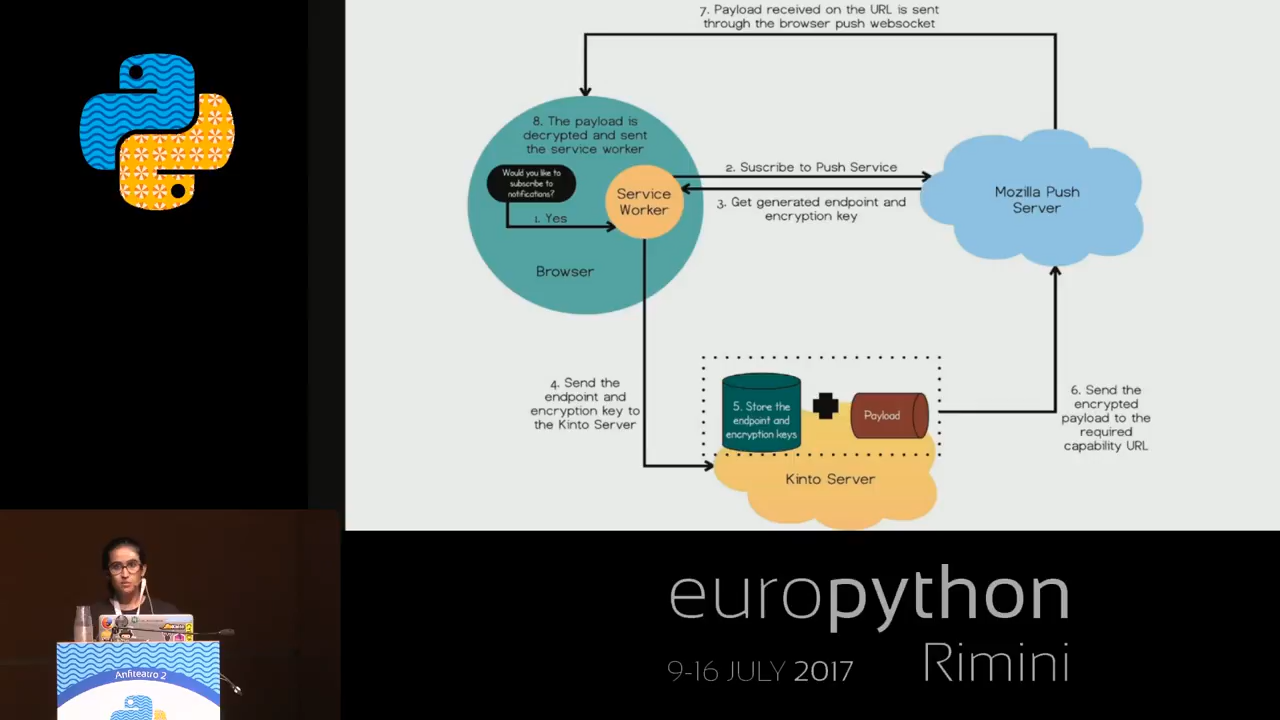 7. Payload received on the URL is sent
through the browser push websocket
8. The payload is
decrypted and sent
the service worker
Would you like to
subscribe to
notifications?
1. Yes
Service
Worker
Browser
2. Suscribe to Push Service
3. Get generated endpoint and
encryption key
Mozilla Push
Server
4. Send the
endpoint and
encryption key to
the Kinto Server
5. Store the
endpoint and
encryption keys
Payload
Kinto Server
6. Send the
encrypted
payload to the
required
capability URL
europython
9-16 JULY 2017
Rimini
Anfiteatro 2